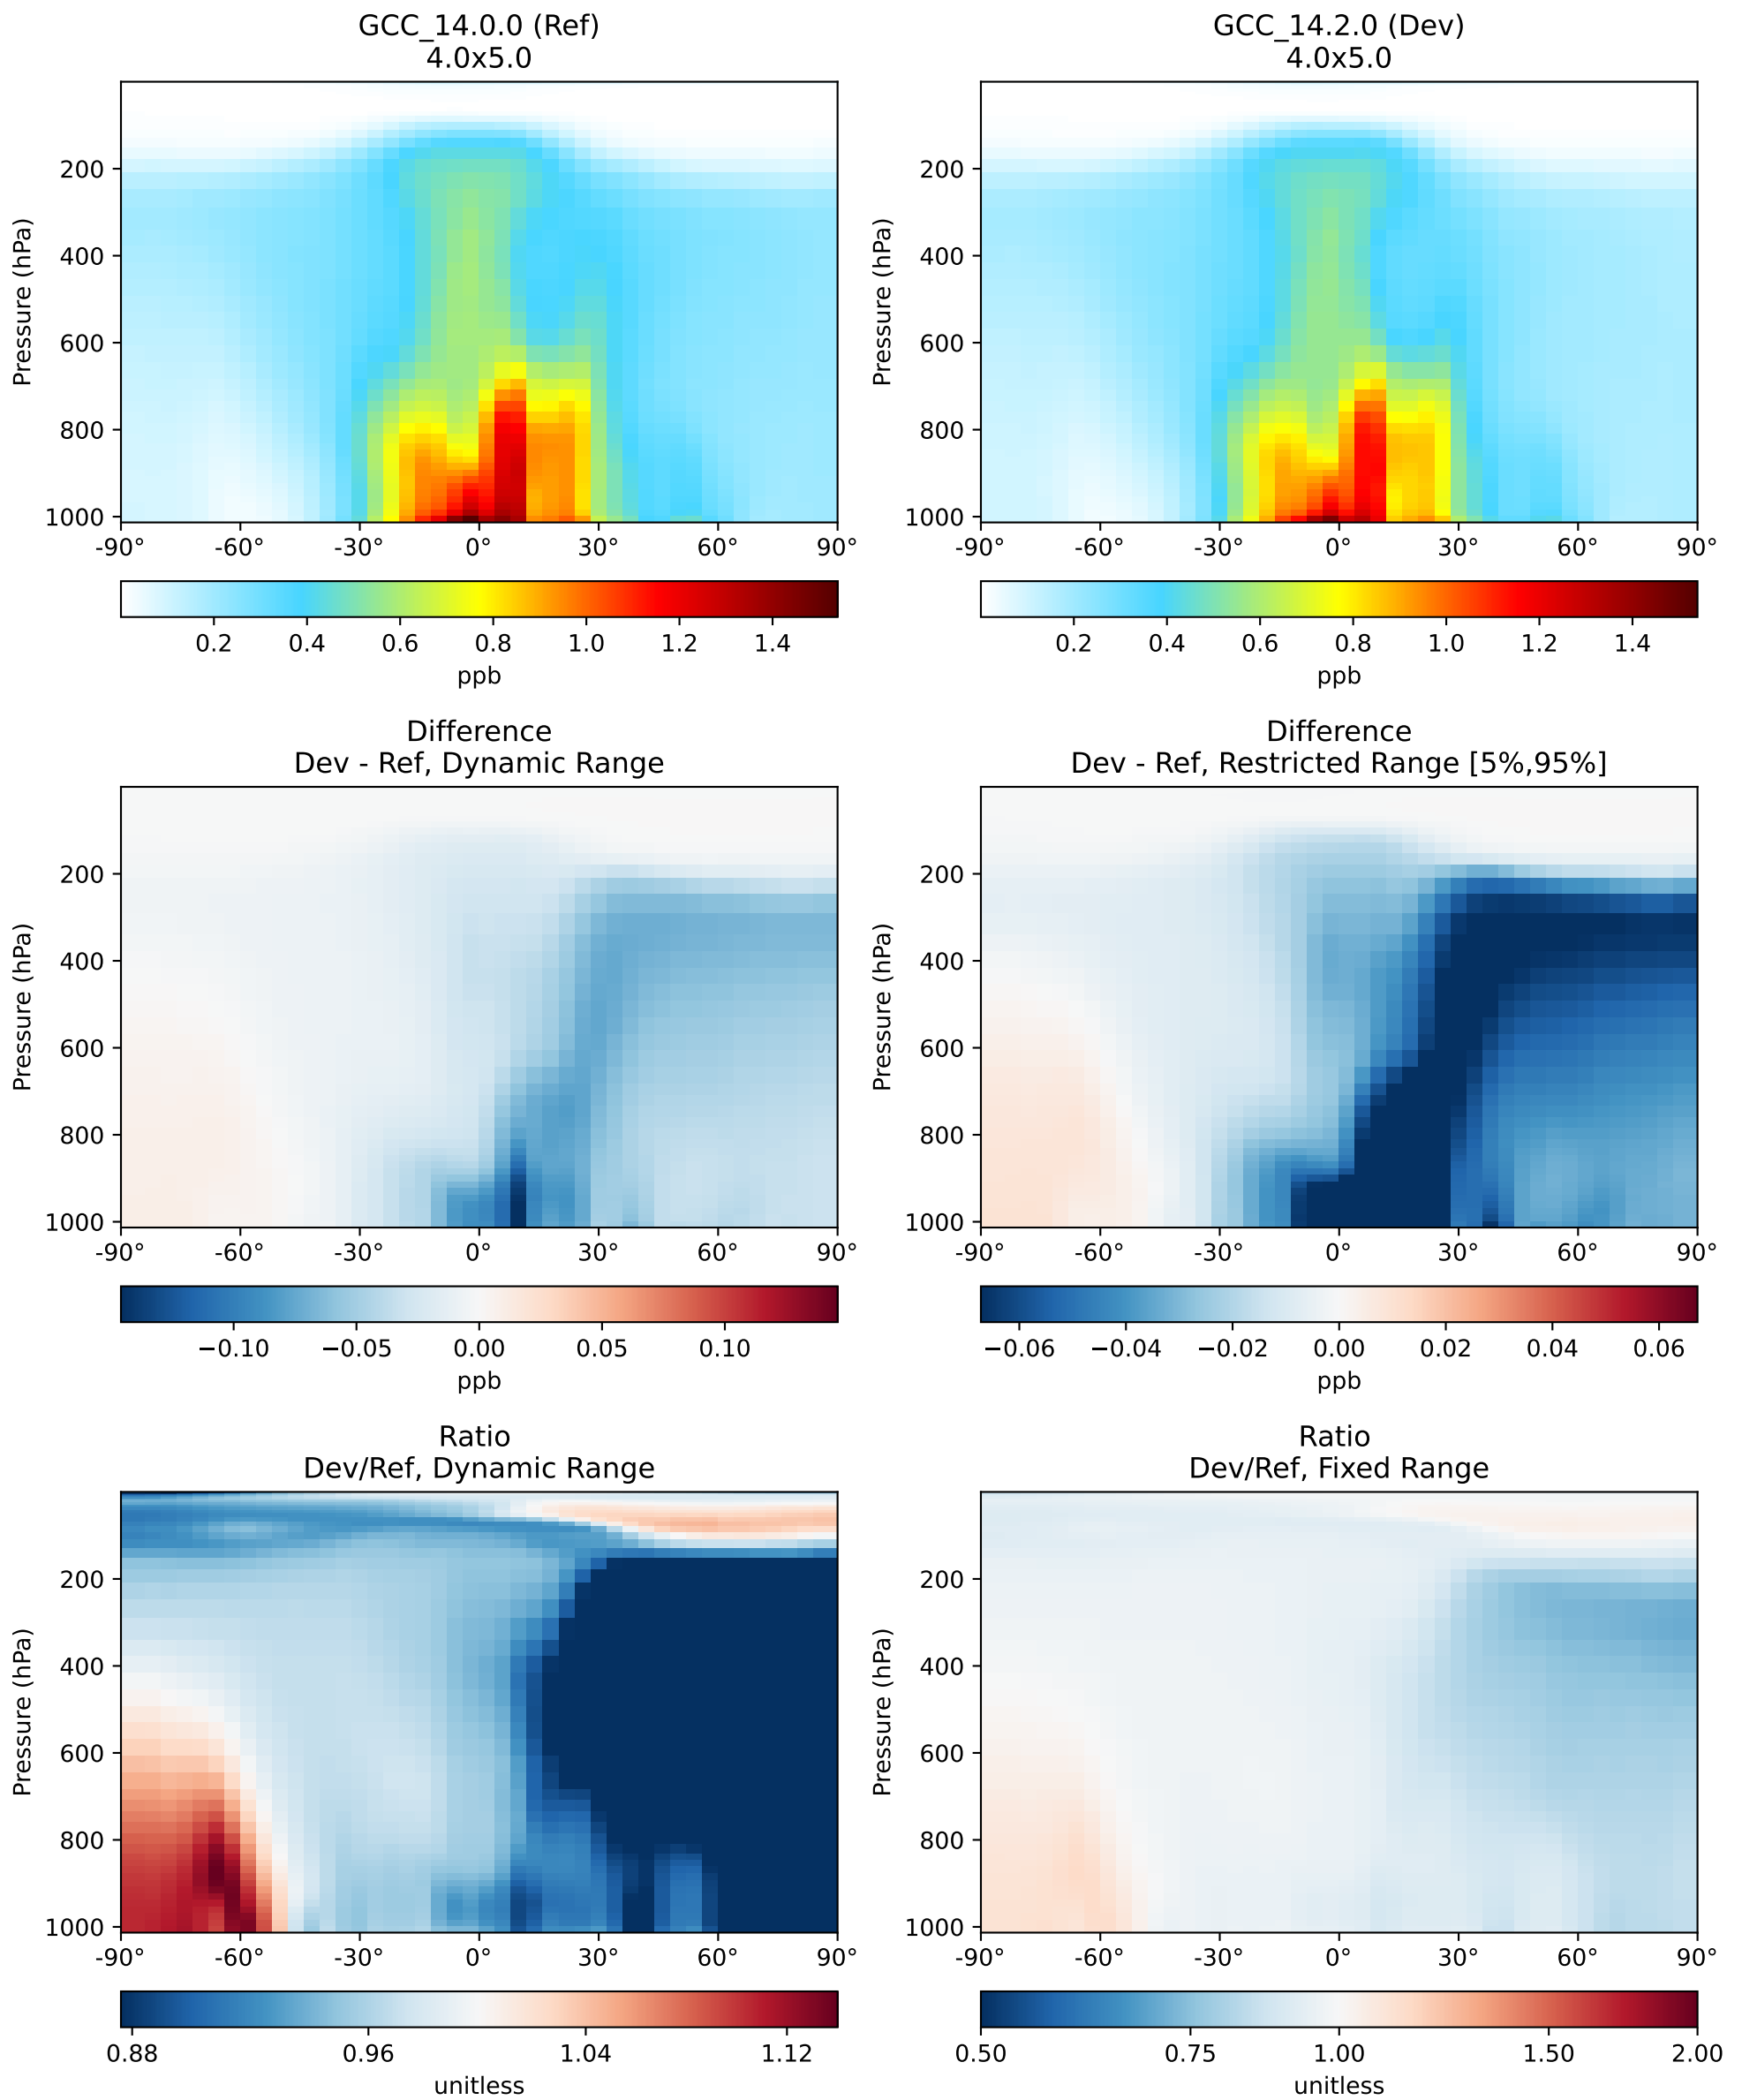 GCC_14.0.0 (Ref)
4.0x5.0
GCC_14.2.0 (Dev)
4.0x5.0
Pressure (hPa)
200
400
600
800
1000
-90° -60° -30° 0° 30° 60° 90°
0.2 0.4 0.6 0.8 1.0 1.2 1.4
ppb
Pressure (hPa)
200
400
600
800
1000
-90° -60° -30° 0° 30° 60° 90°
0.2 0.4 0.6 0.8 1.0 1.2 1.4
ppb
Difference
Dev - Ref, Dynamic Range
Difference
Dev - Ref, Restricted Range [5%,95%]
Pressure (hPa)
200
400
600
800
1000
-90° -60° -30° 0° 30° 60° 90°
−0.10 −0.05 0.00 0.05 0.10
ppb
Pressure (hPa)
200
400
600
800
1000
-90° -60° -30° 0° 30° 60° 90°
−0.06 −0.04 −0.02 0.00 0.02 0.04 0.06
ppb
Ratio
Dev/Ref, Dynamic Range
Ratio
Dev/Ref, Fixed Range
Pressure (hPa)
200
400
600
800
1000
-90° -60° -30° 0° 30° 60° 90°
0.88 0.96 1.04 1.12
unitless
Pressure (hPa)
200
400
600
800
1000
-90° -60° -30° 0° 30° 60° 90°
0.50 0.75 1.00 1.50 2.00
unitless